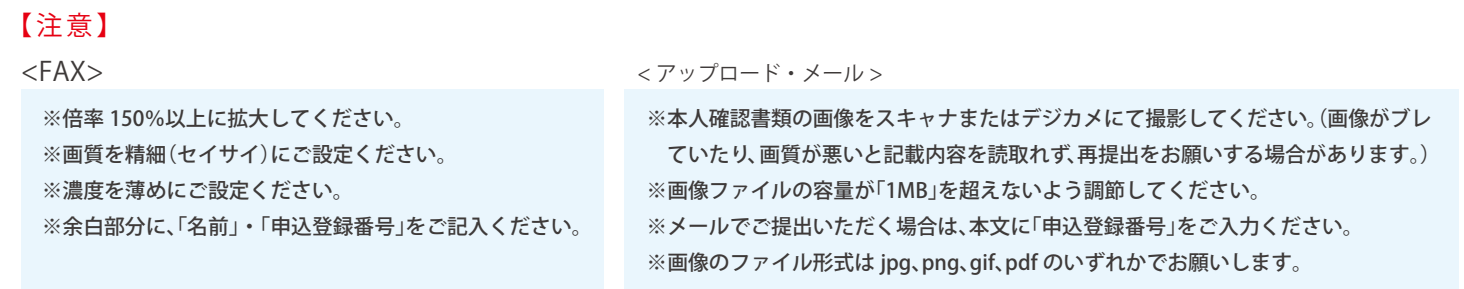 【注意】
<FAX>
※倍率 150%以上に拡大してください。
※画質を精細(セイサイ)にご設定ください。
※濃度を薄めにご設定ください。
※余白部分に、「名前」・「申込登録番号」をご記入ください。
< アップロード・メール >
※本人確認書類の画像をスキャナまたはデジカメにて撮影してください。(画像がブレ
ていたり、画質が悪いと記載内容を読取れず、再提出をお願いする場合があります。)
※画像ファイルの容量が「1MB」を超えないよう調節してください。
※メールでご提出いただく場合は、本文に「申込登録番号」をご入力ください。
※画像のファイル形式は jpg、png、gif、pdf のいずれかでお願いします。